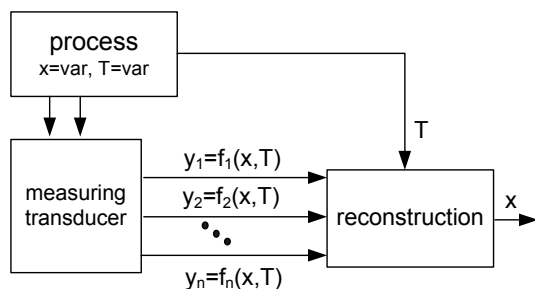 process
x=var, T=var
T
measuring
transducer
y₁=f₁(x,T)
y₂=f₂(x,T)
yₙ=fₙ(x,T)
reconstruction
x